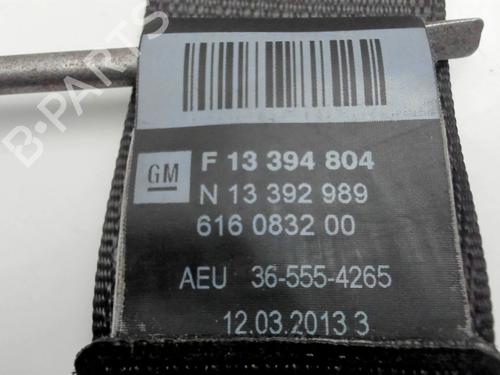 B-PARTS
GM
F 13 394 804
N 13 392 989
616 0832 00
AEU 36-555-4265
12.03.2013 3